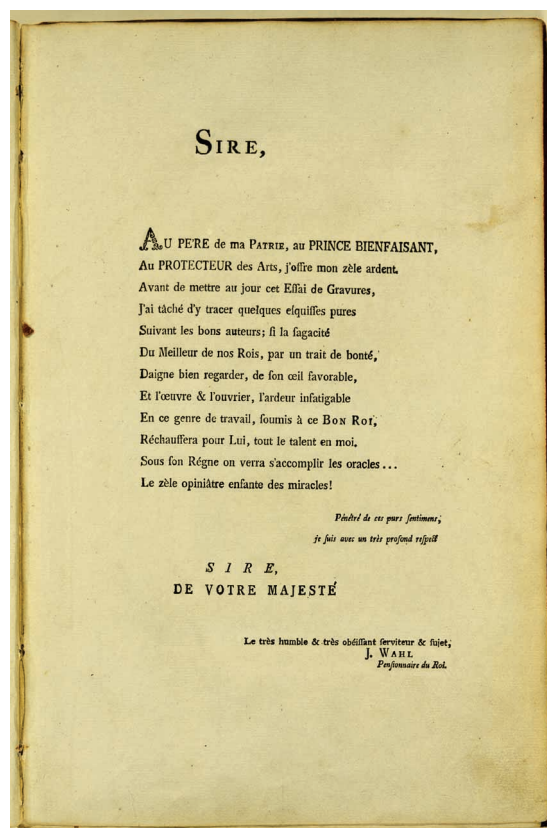 SIRE,
AU PE'RE de ma PATRIE, au PRINCE BIENFAISANT,
Au PROTECTEUR des Arts, j'offre mon zèle ardent.
Avant de mettre au jour cet Eſſai de Gravures,
J'ai tâché d'y tracer quelques eſquiſſes pures
Suivant les bons auteurs; ſi la ſagacité
Du Meilleur de nos Rois, par un trait de bonté,
Daigne bien regarder, de ſon œil favorable,
Et l'œuvre & l'ouvrier, l'ardeur infatigable
En ce genre de travail, ſoumis à ce BON ROI,
Réchauffera pour Lui, tout le talent en moi.
Sous ſon Régne on verra s'accomplir les oracles...
Le zèle opiniâtre enfante des miracles!
Pénétré de ces purs ſentimens,
je ſuis avec un très profond reſpect
SIRE,
DE VOTRE MAJESTÉ
Le très humble & très obéiſſant ſerviteur & ſujet,
J. WAHL
Penſionnaire du Roi.